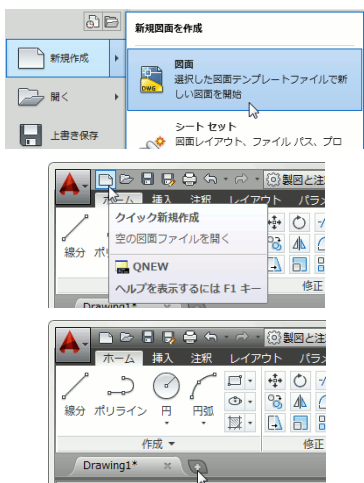 新規図面を作成
新規作成
図面
選択した図面テンプレートファイルで新
しい図面を開始
DWG
開く
上書き保存
シート セット
図面レイアウト、ファイル パス、プロ
製図と注
ホーム 挿入 注釈 レイアウト パラ
クイック新規作成
空の図面ファイルを開く
線分 ポリ
QNEW
ヘルプを表示するには F1 キー
修正
Drawing1*
製図と注
ホーム 挿入 注釈 レイアウト パラ
線分 ポリライン 円 円弧
作成 修正
Drawing1*